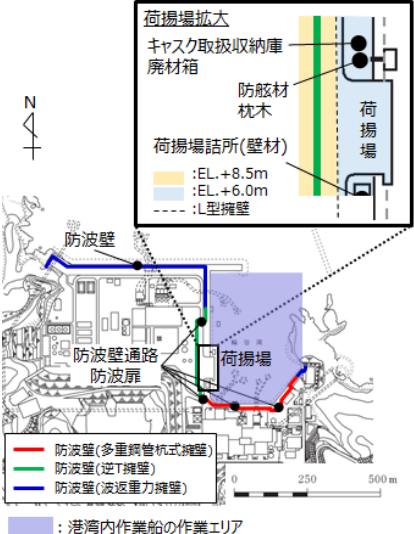 荷揚場拡大
キャスク取扱収納庫
廃材箱
防舷材
枕木
荷揚場
荷揚場詰所(壁材)
:EL.+8.5m
:EL.+6.0m
:L型擁壁
N
防波壁
防波壁通路
防波扉
荷揚場
防波壁(多重鋼管杭式擁壁)
防波壁(逆T擁壁)
防波壁(波返重力擁壁)
0 250 500 m
:港湾内作業船の作業エリア